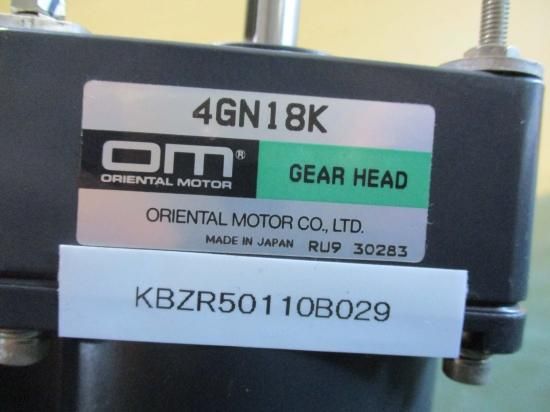 4GN18K
OM®
ORIENTAL MOTOR
GEAR HEAD
ORIENTAL MOTOR CO., LTD.
MADE IN JAPAN RU9 30283
KBZR50110B029